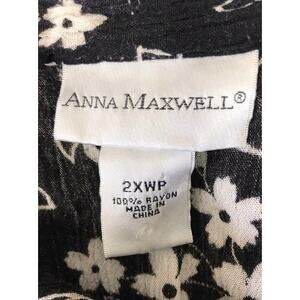 ANNA MAXWELL®
2XWP
100% RAYON
MADE IN
CHINA